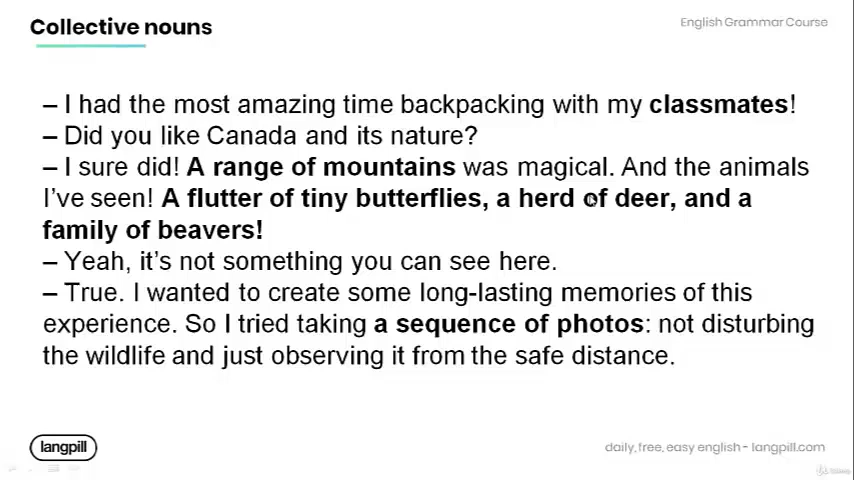 Collective nouns
English Grammar Course
– I had the most amazing time backpacking with my classmates!
– Did you like Canada and its nature?
– I sure did! A range of mountains was magical. And the animals
I've seen! A flutter of tiny butterflies, a herd of deer, and a
family of beavers!
– Yeah, it's not something you can see here.
– True. I wanted to create some long-lasting memories of this
experience. So I tried taking a sequence of photos: not disturbing
the wildlife and just observing it from the safe distance.
langpill
daily, free, easy english - langpill.com